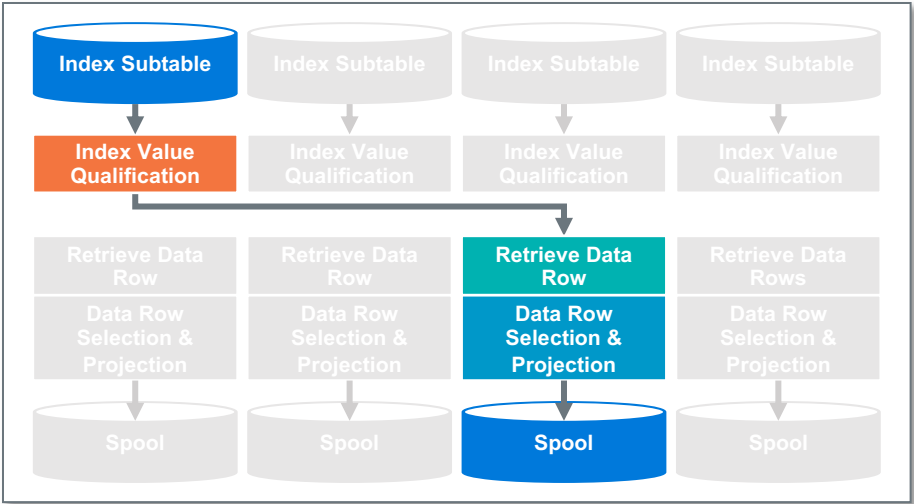 Index Subtable
Index Subtable
Index Subtable
Index Subtable
Index Value
Qualification
Index Value
Qualification
Index Value
Qualification
Index Value
Qualification
Retrieve Data
Row
Retrieve Data
Row
Retrieve Data
Row
Retrieve Data
Rows
Data Row
Selection &
Projection
Data Row
Selection &
Projection
Data Row
Selection &
Projection
Data Row
Selection &
Projection
Spool
Spool
Spool
Spool